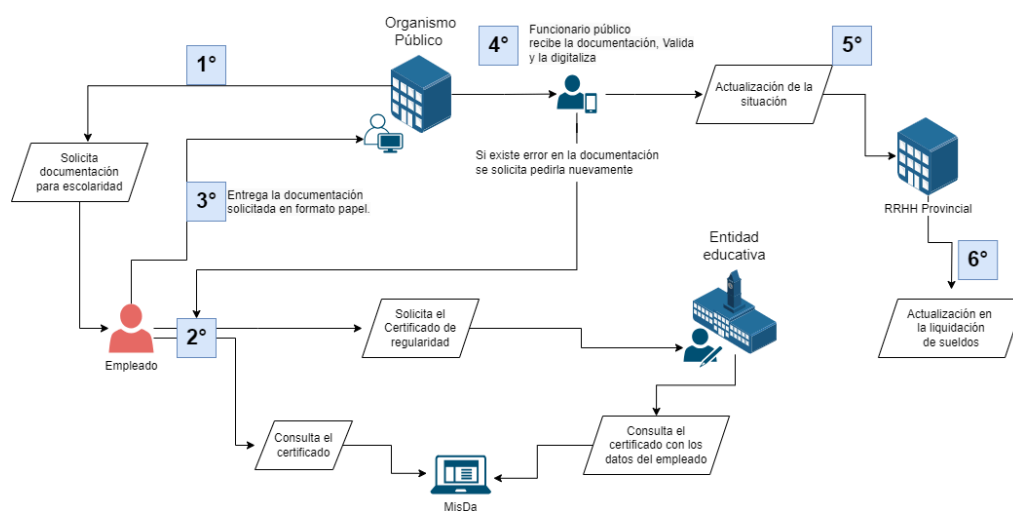 Organismo
Público
1°
4°
Funcionario público
recibe la documentación, Valida
y la digitaliza
5°
Actualización de la
situación
Solicita
documentación
para escolaridad
Si existe error en la documentación
se solicita pedirla nuevamente
3°
Entrega la documentación
solicitada en formato papel.
RRHH Provincial
Entidad
educativa
6°
Empleado
2°
Solicita el
Certificado de
regularidad
Actualización en
la liquidación
de sueldos
Consulta el
certificado
Consulta el
certificado con los
datos del empleado
MisDa